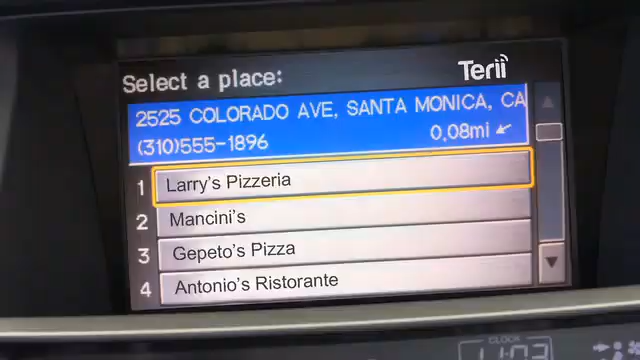 Select a place:
Terii
2525 COLORADO AVE, SANTA MONICA, CA
(310)555-1896 0.08mi
1 Larry's Pizzeria
2 Mancini's
3 Gepeto's Pizza
4 Antonio's Ristorante
CLOCK